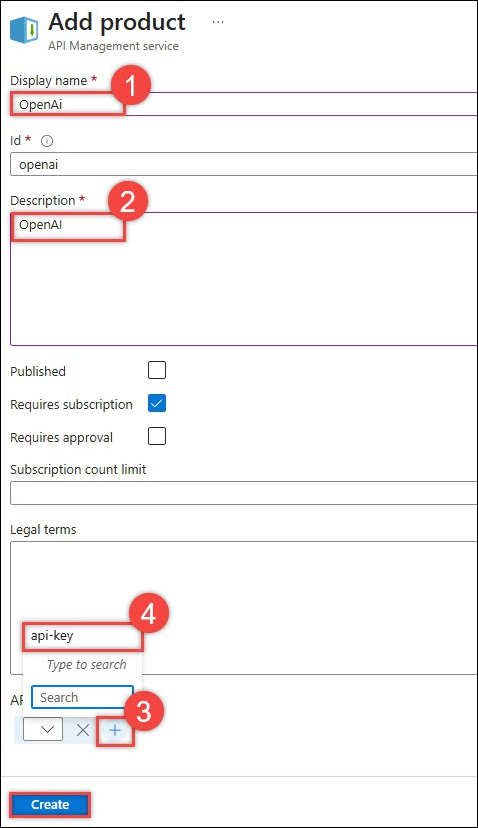 Add product ...
API Management service
Display name *
1
OpenAi
Id *
openai
Description *
2
OpenAI
Published
Requires subscription
Requires approval
Subscription count limit
Legal terms
4
api-key
Type to search
Search
3
Create